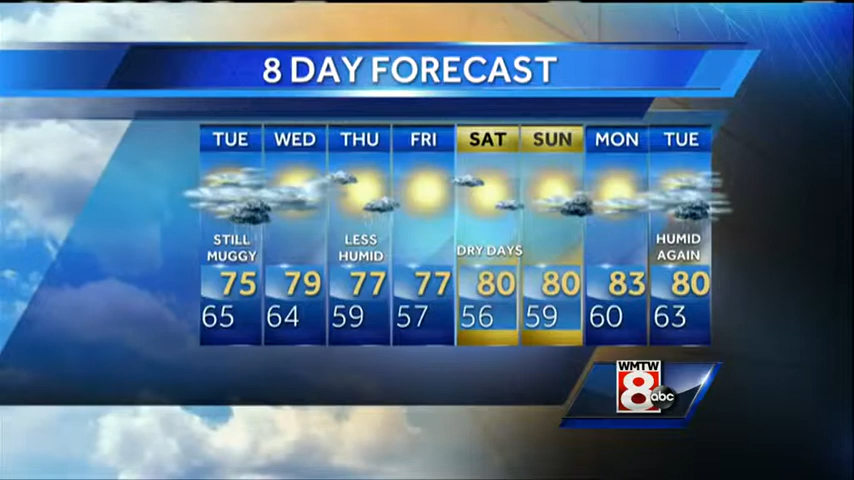 8 DAY FORECAST
TUE WED THU FRI SAT SUN MON TUE
STILL MUGGY
LESS HUMID
DRY DAYS
HUMID AGAIN
75 79 77 77 80 80 83 80
65 64 59 57 56 59 60 63
WMTW
8 abc